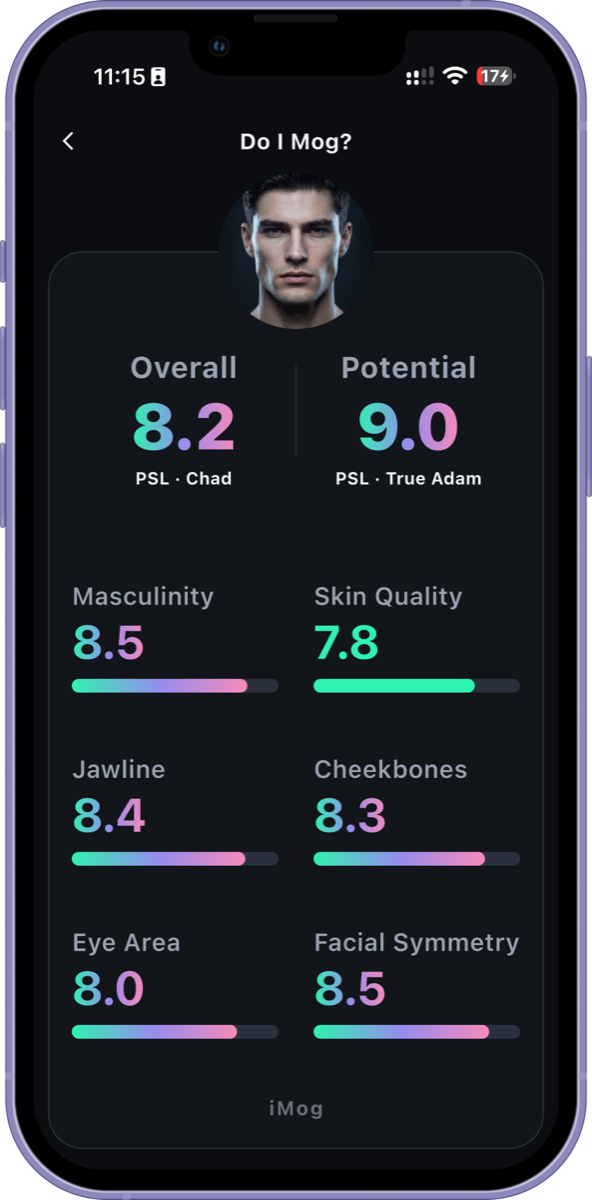 11:15
17
Do I Mog?
Overall
Potential
8.2
9.0
PSL · Chad
PSL · True Adam
Masculinity
Skin Quality
8.5
7.8
Jawline
Cheekbones
8.4
8.3
Eye Area
Facial Symmetry
8.0
8.5
iMog